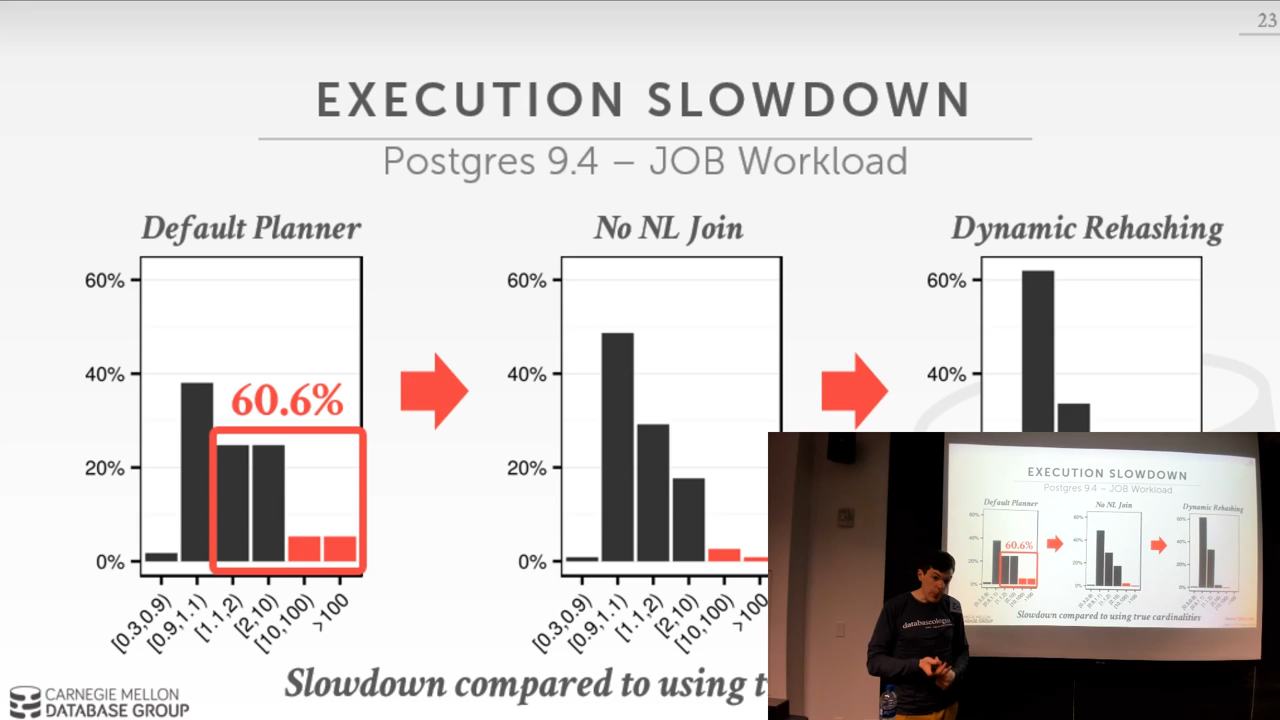 23
EXECUTION SLOWDOWN
Postgres 9.4 – JOB Workload
Default Planner
60%
40%
20%
0%
60.6%
[0.3,0.9)
[0.9,1.1)
[1.1,2)
[2,10)
[10,100)
>100
No NL Join
60%
40%
20%
0%
[0.3,0.9)
[0.9,1.1)
[1.1,2)
[2,10)
[10,100)
>100
Dynamic Rehashing
60%
40%
Slowdown compared to using t
CARNEGIE MELLON
DATABASE GROUP
EXECUTION SLOWDOWN
Postgres 9.4 – JOB Workload
Default Planner
No NL Join
Dynamic Rehashing
60.6%
Slowdown compared to using true cardinalities